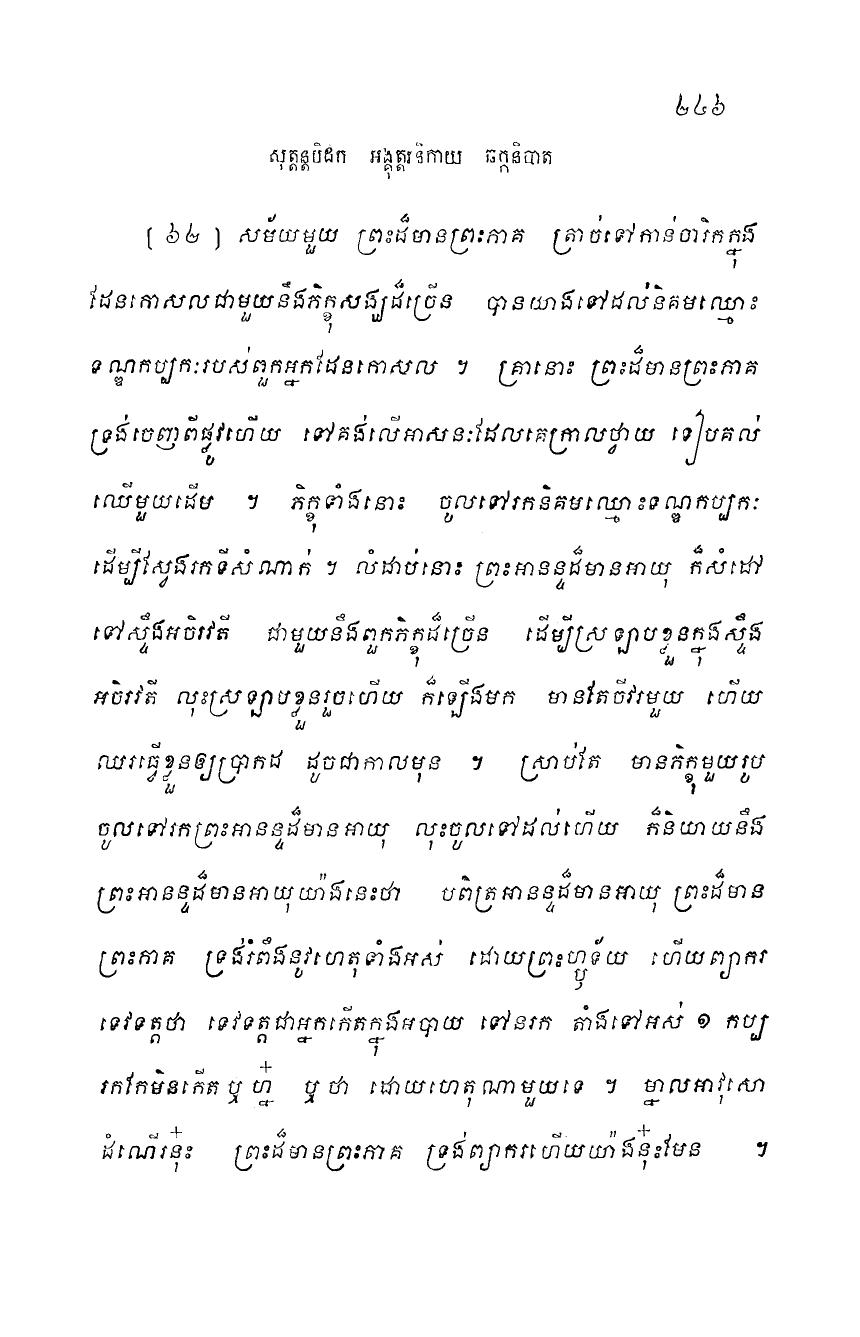 ២៤៦
សុត្តន្តបិដក អង្គុត្តរនិកាយ ឆក្កនិបាត
[ ៦២ ] សម័យមួយ ព្រះដ៏មានព្រះភាគ ត្រាច់ទៅកាន់ចារិកក្នុង
ដែនកោសលជាមួយនឹងភិក្ខុសង្ឃដ៏ច្រើន បានយាងទៅដល់និគមឈ្មោះ
ទណ្ឌកប្បកៈរបស់ពួកអ្នកដែនកោសល ។ គ្រានោះ ព្រះដ៏មានព្រះភាគ
ទ្រង់ចេញពីផ្លូវហើយ ទៅគង់លើអាសនៈដែលគេក្រាលថ្វាយ ទៀបគល់
ឈើមួយដើម ។ ភិក្ខុទាំងនោះ ចូលទៅរកនិគមឈ្មោះទណ្ឌកប្បកៈ
ដើម្បីស្វែងរកទីសំណាក់ ។ លំដាប់នោះ ព្រះអានន្ទដ៏មានអាយុ ក៏សំដៅ
ទៅស្ទឹងអចិរវតី ជាមួយនឹងពួកភិក្ខុដ៏ច្រើន ដើម្បីស្រឡាបខ្លួនក្នុងស្ទឹង
អចិរវតី លុះស្រឡាបខ្លួនរួចហើយ ក៏ឡើងមក មានតែចីវរមួយ ហើយ
ឈរធ្វើខ្លួនឲ្យប្រាកដ ដូចជាកាលមុន ។ ស្រាប់តែ មានភិក្ខុមួយរូប
ចូលទៅរកព្រះអានន្ទដ៏មានអាយុ លុះចូលទៅដល់ហើយ ក៏និយាយនឹង
ព្រះអានន្ទដ៏មានអាយុយ៉ាងនេះថា បពិត្រអានន្ទដ៏មានអាយុ ព្រះដ៏មាន
ព្រះភាគ ទ្រង់រំពឹងនូវហេតុទាំងអស់ ដោយព្រះហ្ឫទ័យ ហើយព្យាករ
ទេវទត្តថា ទេវទត្តជាអ្នកកើតក្នុងអបាយ ទៅនរក តាំងទៅអស់ ១ កប្ប
រកកែមិនកើត ឬហ្ន៎ ឬថា ដោយហេតុណាមួយទេ ។ ម្នាលអាវុសោ
ដំណើរនុ៎ះ ព្រះដ៏មានព្រះភាគ ទ្រង់ព្យាករហើយយ៉ាងនុ៎ះមែន ។